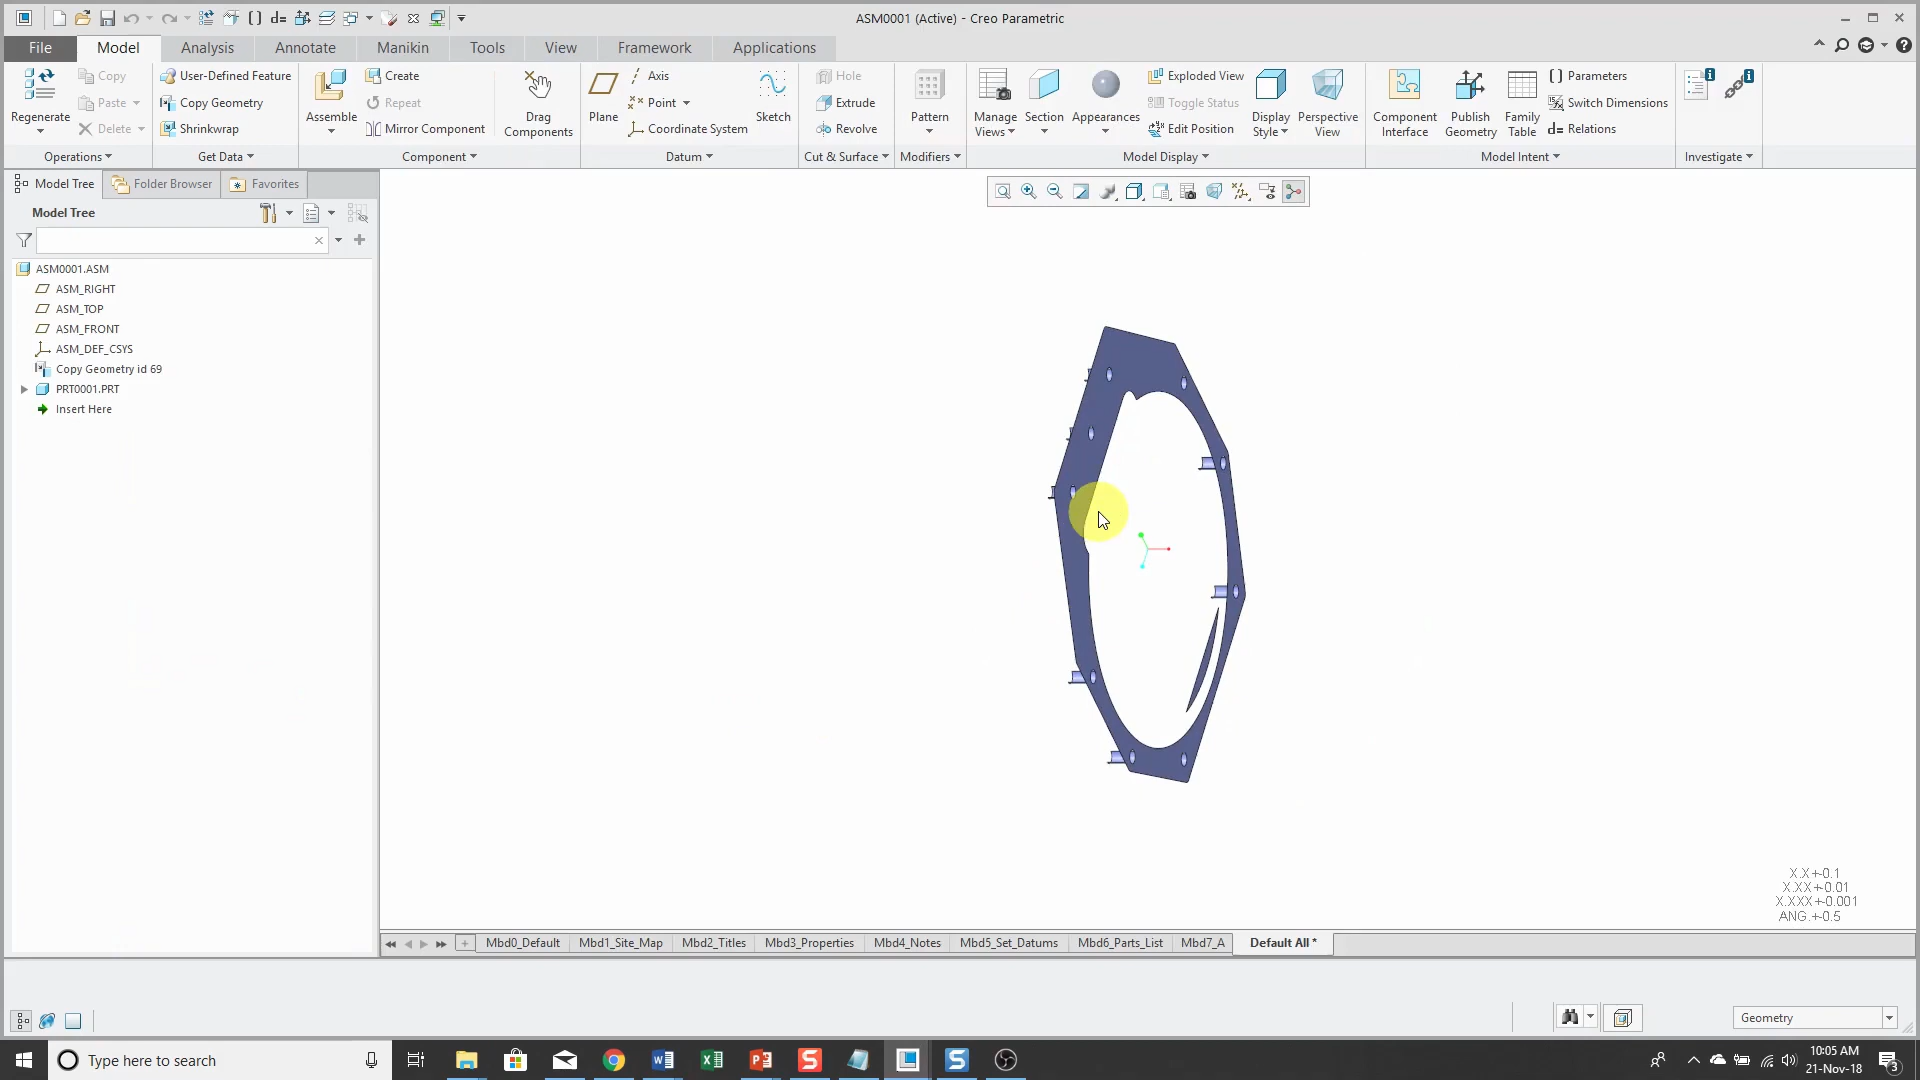 ASM0001 (Active) - Creo Parametric
File
Model
Analysis
Annotate
Manikin
Tools
View
Framework
Applications
Regenerate
Copy
Paste
Delete
Operations
User-Defined Feature
Copy Geometry
Shrinkwrap
Get Data
Assemble
Create
Repeat
Mirror Component
Drag
Components
Component
Plane
Axis
Point
Coordinate System
Sketch
Datum
Hole
Extrude
Revolve
Cut & Surface
Pattern
Modifiers
Manage
Views
Section
Appearances
Exploded View
Toggle Status
Edit Position
Display
Style
Perspective
View
Model Display
Component
Interface
Publish
Geometry
Family
Table
Parameters
Switch Dimensions
d= Relations
Model Intent
Investigate
Model Tree
Folder Browser
Favorites
Model Tree
ASM0001.ASM
ASM_RIGHT
ASM_TOP
ASM_FRONT
ASM_DEF_CSYS
Copy Geometry id 69
PRT0001.PRT
Insert Here
X.X+-0.1
X.XX+-0.01
X.XXX+-0.001
ANG.+-0.5
Mbd0_Default
Mbd1_Site_Map
Mbd2_Titles
Mbd3_Properties
Mbd4_Notes
Mbd5_Set_Datums
Mbd6_Parts_List
Mbd7_A
Default All *
Geometry
Type here to search
10:05 AM
21-Nov-18
3